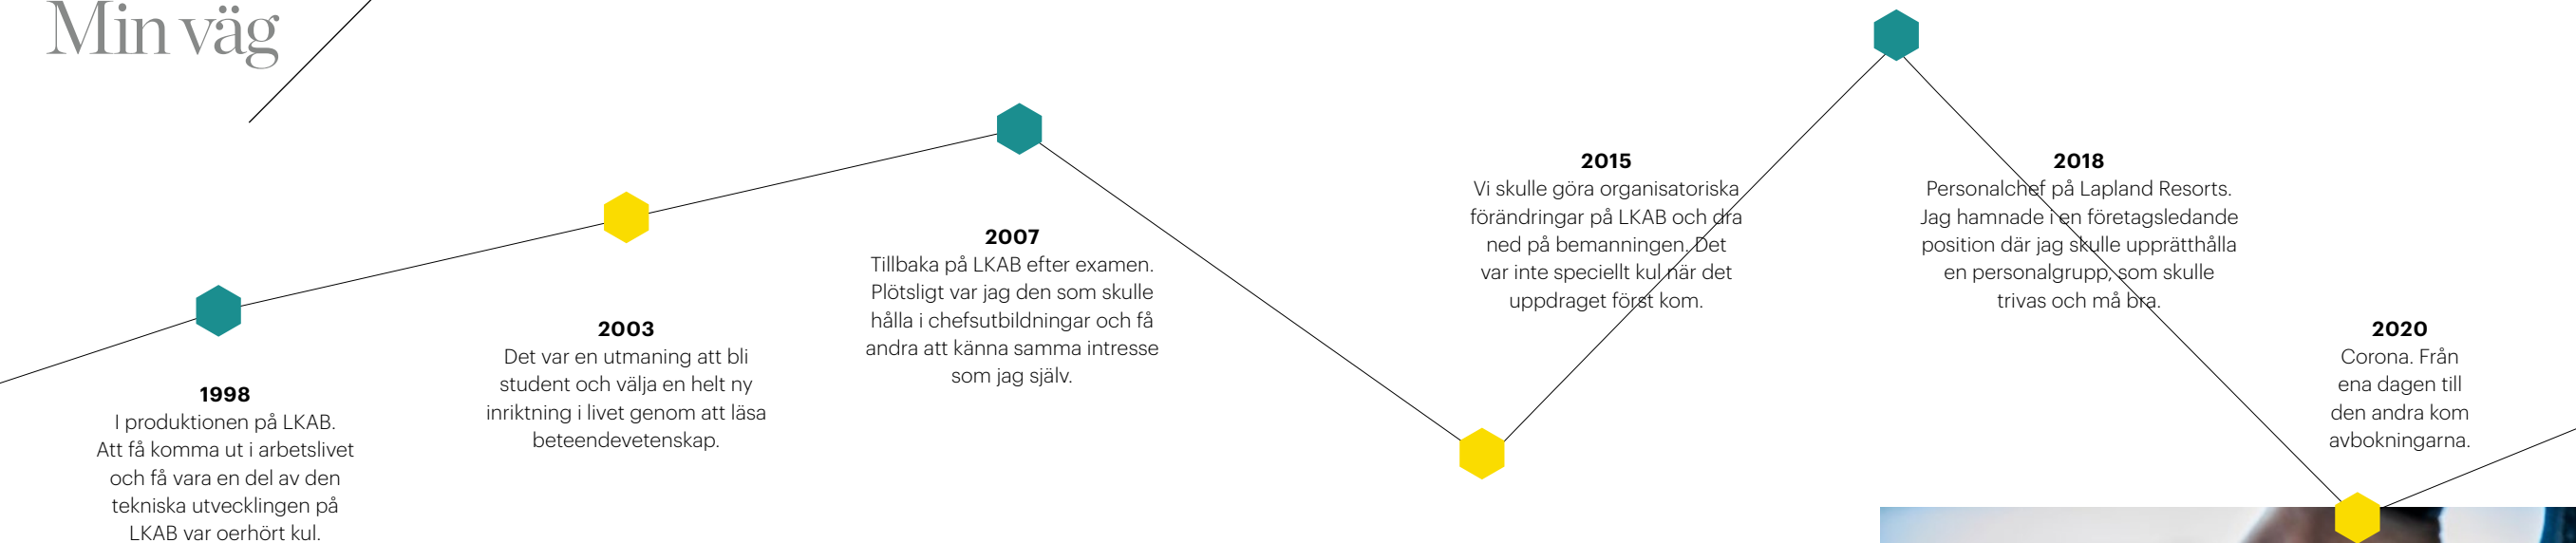 Min väg
1998
I produktionen på LKAB.
Att få komma ut i arbetslivet
och få vara en del av den
tekniska utvecklingen på
LKAB var oerhört kul.
2003
Det var en utmaning att bli
student och välja en helt ny
inriktning i livet genom att läsa
beteendevetenskap.
2007
Tillbaka på LKAB efter examen.
Plötsligt var jag den som skulle
hålla i chefsutbildningar och få
andra att känna samma intresse
som jag själv.
2015
Vi skulle göra organisatoriska
förändringar på LKAB och dra
ned på bemanningen. Det
var inte speciellt kul när det
uppdraget först kom.
2018
Personalchef på Lapland Resorts.
Jag hamnade i en företagsledande
position där jag skulle upprätthålla
en personalgrupp, som skulle
trivas och må bra.
2020
Corona. Från
ena dagen till
den andra kom
avbokningarna.